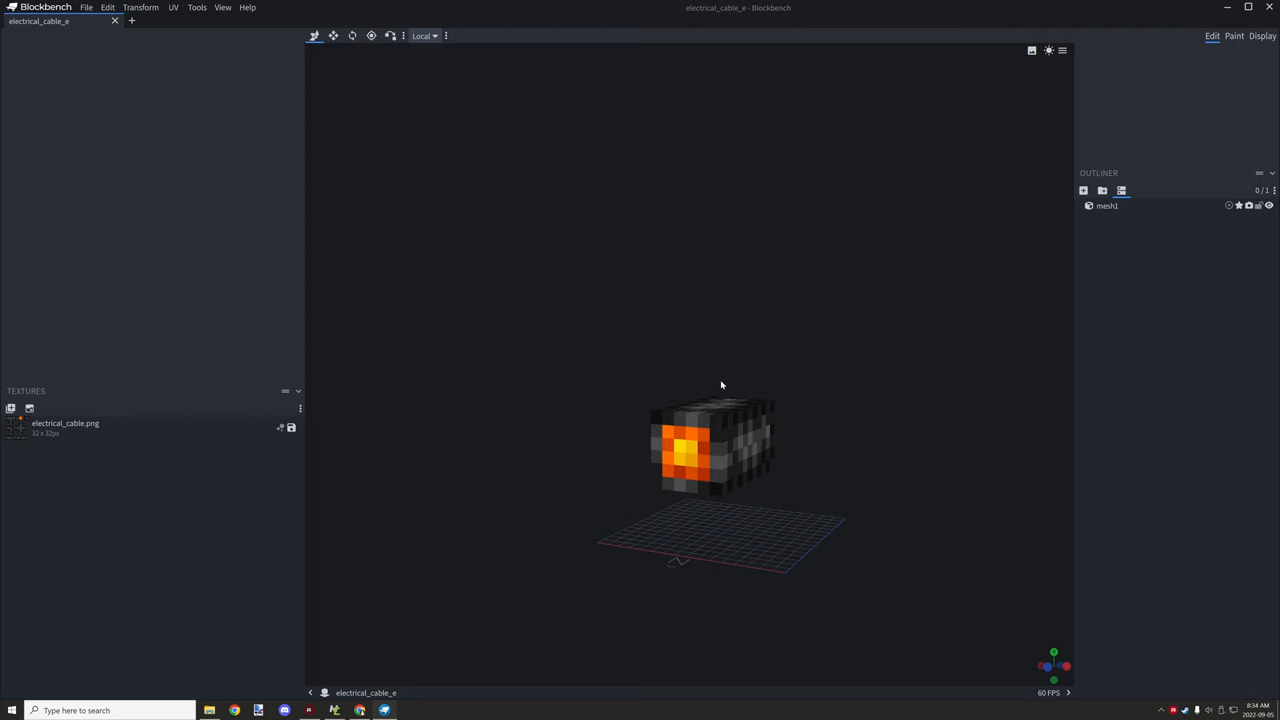 Blockbench File Edit Transform UV Tools View Help
electrical_cable_e - Blockbench
electrical_cable_e
Local
Edit Paint Display
OUTLINER
0 / 1
mesh1
TEXTURES
electrical_cable.png
32 x 32px
electrical_cable_e
60 FPS
Type here to search
8:34 AM
2022-09-05